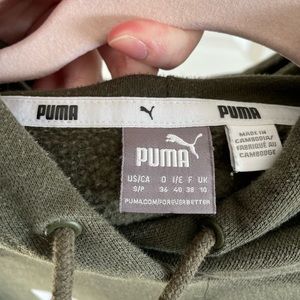 PUMA
PUMA
PUMA
US/CA D I/E F UK
S/P 36 40 38 10
PUMA.COM/FOREVERBETTER
MADE IN
CAMBODIA/
FABRIQUÉ AU
CAMBODGE